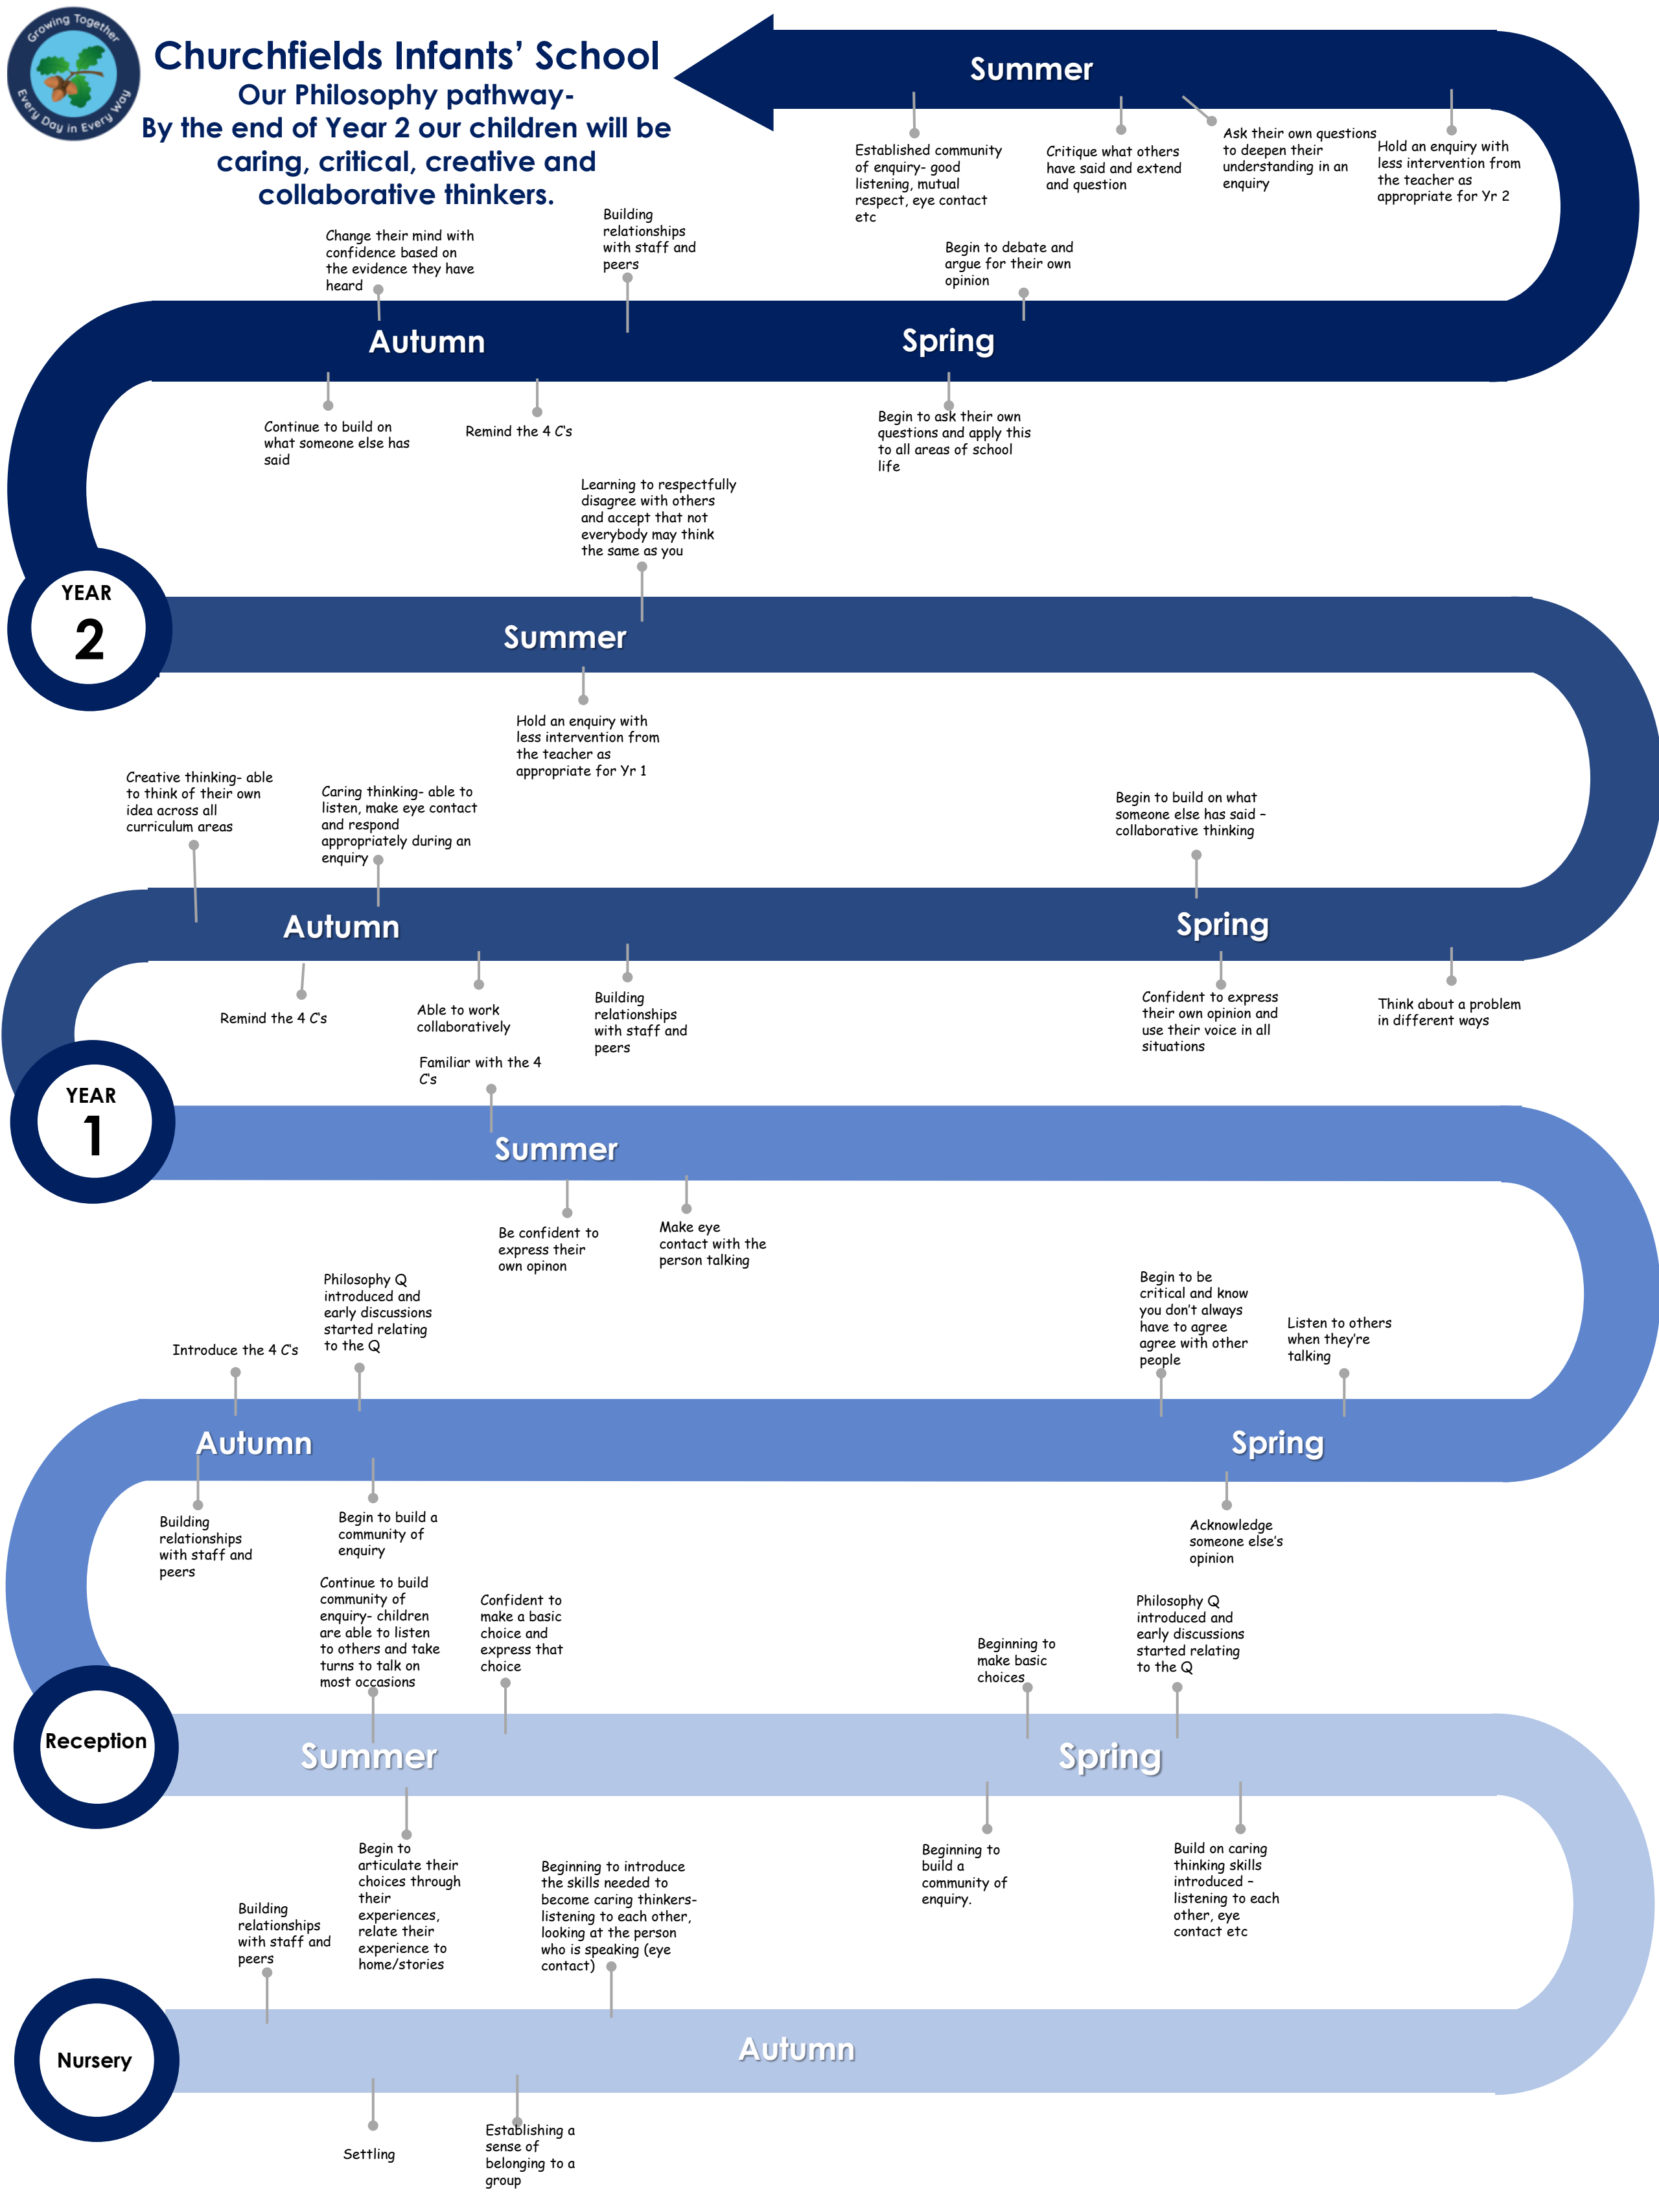 Growing Together
Every Day in Every Way
Churchfields Infants' School
Our Philosophy pathway-
By the end of Year 2 our children will be
caring, critical, creative and
collaborative thinkers.
Summer
Established community
of enquiry- good
listening, mutual
respect, eye contact
etc
Critique what others
have said and extend
and question
Ask their own questions
to deepen their
understanding in an
enquiry
Hold an enquiry with
less intervention from
the teacher as
appropriate for Yr 2
Change their mind with
confidence based on
the evidence they have
heard
Building
relationships
with staff and
peers
Begin to debate and
argue for their own
opinion
Autumn
Spring
Continue to build on
what someone else has
said
Remind the 4 C's
Begin to ask their own
questions and apply this
to all areas of school
life
Learning to respectfully
disagree with others
and accept that not
everybody may think
the same as you
YEAR
2
Summer
Hold an enquiry with
less intervention from
the teacher as
appropriate for Yr 1
Creative thinking- able
to think of their own
idea across all
curriculum areas
Caring thinking- able to
listen, make eye contact
and respond
appropriately during an
enquiry
Begin to build on what
someone else has said –
collaborative thinking
Autumn
Spring
Remind the 4 C's
Able to work
collaboratively
Building
relationships
with staff and
peers
Confident to express
their own opinion and
use their voice in all
situations
Think about a problem
in different ways
Familiar with the 4
C's
YEAR
1
Summer
Be confident to
express their
own opinon
Make eye
contact with the
person talking
Introduce the 4 C's
Philosophy Q
introduced and
early discussions
started relating
to the Q
Begin to be
critical and know
you don't always
have to agree
agree with other
people
Listen to others
when they're
talking
Autumn
Spring
Building
relationships
with staff and
peers
Begin to build a
community of
enquiry
Acknowledge
someone else's
opinion
Continue to build
community of
enquiry- children
are able to listen
to others and take
turns to talk on
most occasions
Confident to
make a basic
choice and
express that
choice
Beginning to
make basic
choices
Philosophy Q
introduced and
early discussions
started relating
to the Q
Reception
Summer
Spring
Begin to
articulate their
choices through
their
experiences,
relate their
experience to
home/stories
Beginning to
build a
community of
enquiry.
Build on caring
thinking skills
introduced –
listening to each
other, eye
contact etc
Building
relationships
with staff and
peers
Beginning to introduce
the skills needed to
become caring thinkers-
listening to each other,
looking at the person
who is speaking (eye
contact)
Nursery
Autumn
Settling
Establishing a
sense of
belonging to a
group